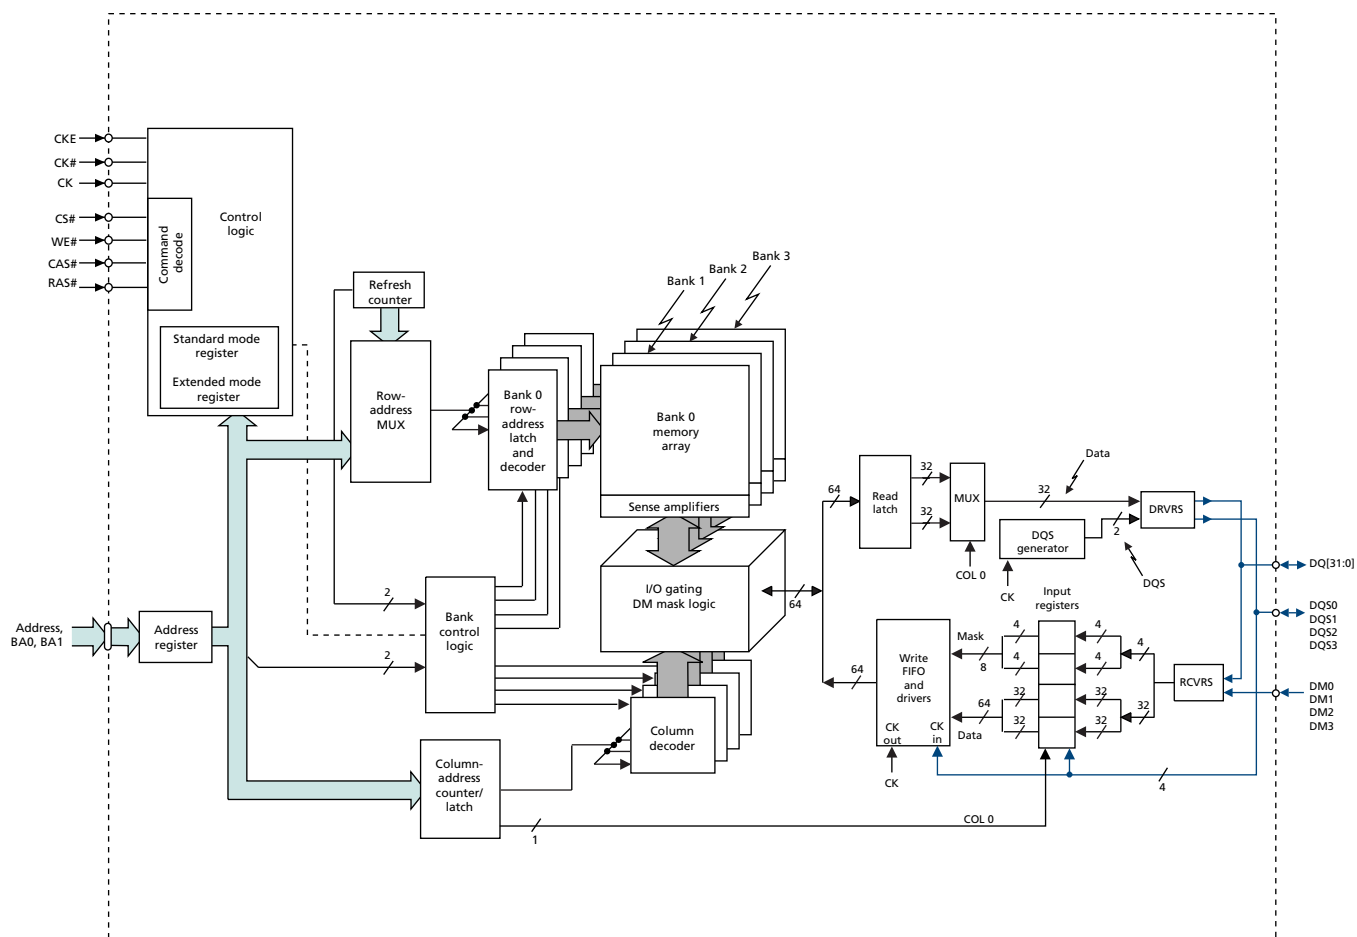 CKE
CK#
CK
CS#
WE#
CAS#
RAS#
Command
decode
Control
logic
Standard mode
register
Extended mode
register
Refresh
counter
Row-
address
MUX
Bank 0
row-
address
latch
and
decoder
Bank 1
Bank 2
Bank 3
Bank 0
memory
array
Sense amplifiers
I/O gating
DM mask logic
2
2
Bank
control
logic
Address,
BA0, BA1
Address
register
Column-
address
counter/
latch
Column
decoder
1
COL 0
64
64
64
Read
latch
32
32
MUX
COL 0
32
Data
DQS
generator
CK
2
DQS
DRVRS
DQ[31:0]
DQS0
DQS1
DQS2
DQS3
Input
registers
Write
FIFO
and
drivers
CK
out
CK
in
CK
Mask
8
64
Data
4
4
32
32
4
4
32
32
4
32
RCVRS
DM0
DM1
DM2
DM3
4